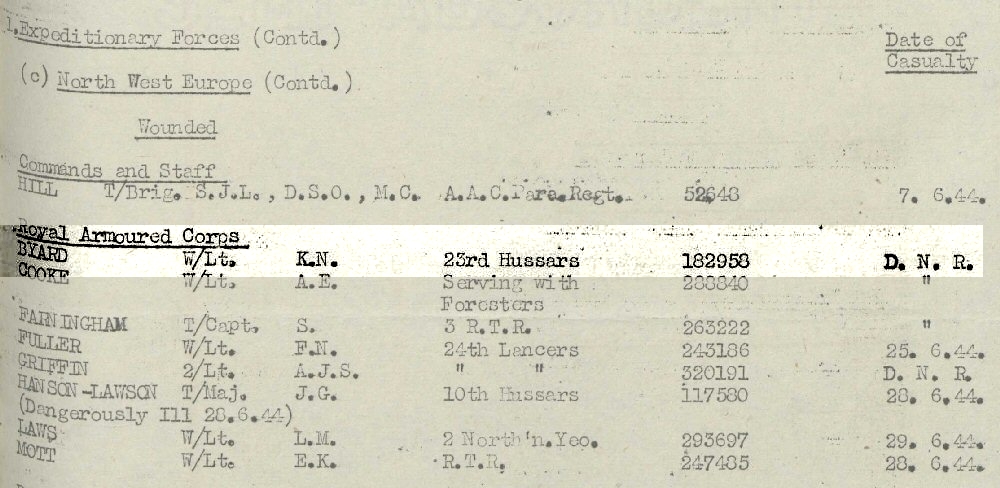 1.Expeditionary Forces (Contd.)
Date of
Casualty
(c) North West Europe (Contd.)
Wounded
Commands and Staff
HILL T/Brig. S.J.L., D.S.O., M.C. A.A.C.Para.Regt. 52648 7. 6.44.
Royal Armoured Corps
BYARD W/Lt. K.N. 23rd Hussars 182958 D. N. R.
COOKE W/Lt. A.E. Serving with 288840 "
Foresters
FARNINGHAM T/Capt. S. 3 R.T.R. 263222 "
FULLER W/Lt. F.N. 24th Lancers 243186 25. 6.44.
GRIFFIN 2/Lt. A.J.S. " " 320191 D. N. R.
HANSON-LAWSON T/Maj. J.G. 10th Hussars 117580 28. 6.44.
(Dangerously Ill 28.6.44)
LAWS W/Lt. L.M. 2 North'n.Yeo. 293697 29. 6.44.
MOTT W/Lt. E.K. R.T.R. 247485 28. 6.44.